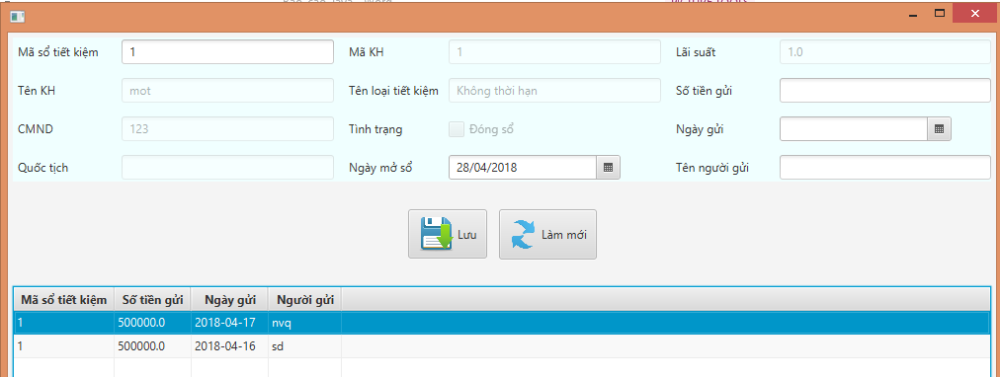 Mã sổ tiết kiệm 1 Mã KH 1 Lãi suất 1.0
Tên KH mot Tên loại tiết kiệm Không thời hạn Số tiền gửi
CMND 123 Tình trạng Đóng sổ Ngày gửi
Quốc tịch Ngày mở sổ 28/04/2018 Tên người gửi
Lưu Làm mới
Mã sổ tiết kiệm Số tiền gửi Ngày gửi Người gửi
1 500000.0 2018-04-17 nvq
1 500000.0 2018-04-16 sd